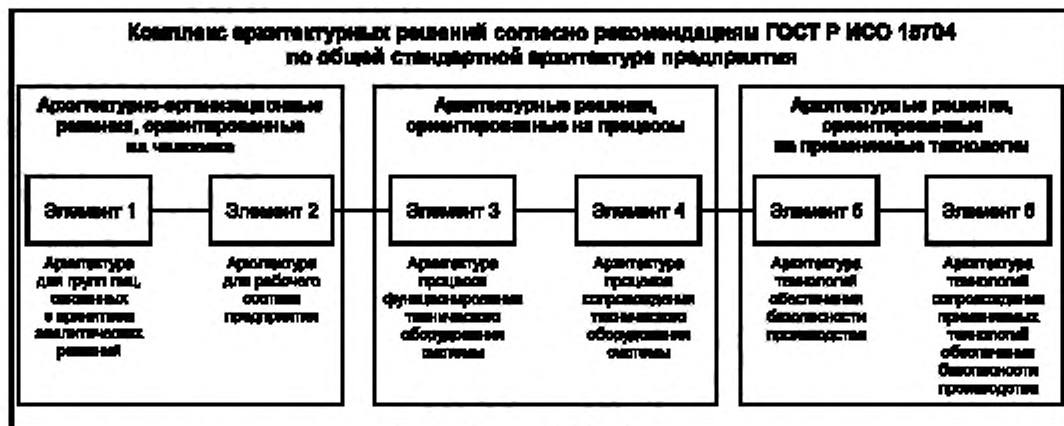 Комплекс архитектурных решений согласно рекомендациям ГОСТ Р ИСО 15704
по общей стандартной архитектуре предприятия
Архитектурно-организационные
решения, ориентированные
на человека
Элемент 1
Архитектура
для групп лиц,
связанных
с принятием
аналитических
решений
Элемент 2
Архитектура
для рабочего
состава
предприятия
Архитектурные решения,
ориентированные на процессы
Элемент 3
Архитектура
процесса
функционирования
технического
оборудования
системы
Элемент 4
Архитектура
процесса
сопровождения
технического
оборудования
системы
Архитектурные решения,
ориентированные
на применяемые технологии
Элемент 5
Архитектура
технологий
обеспечения
безопасности
производства
Элемент 6
Архитектура
технологий
сопровождения
применяемых
технологий
обеспечения
безопасности
производства